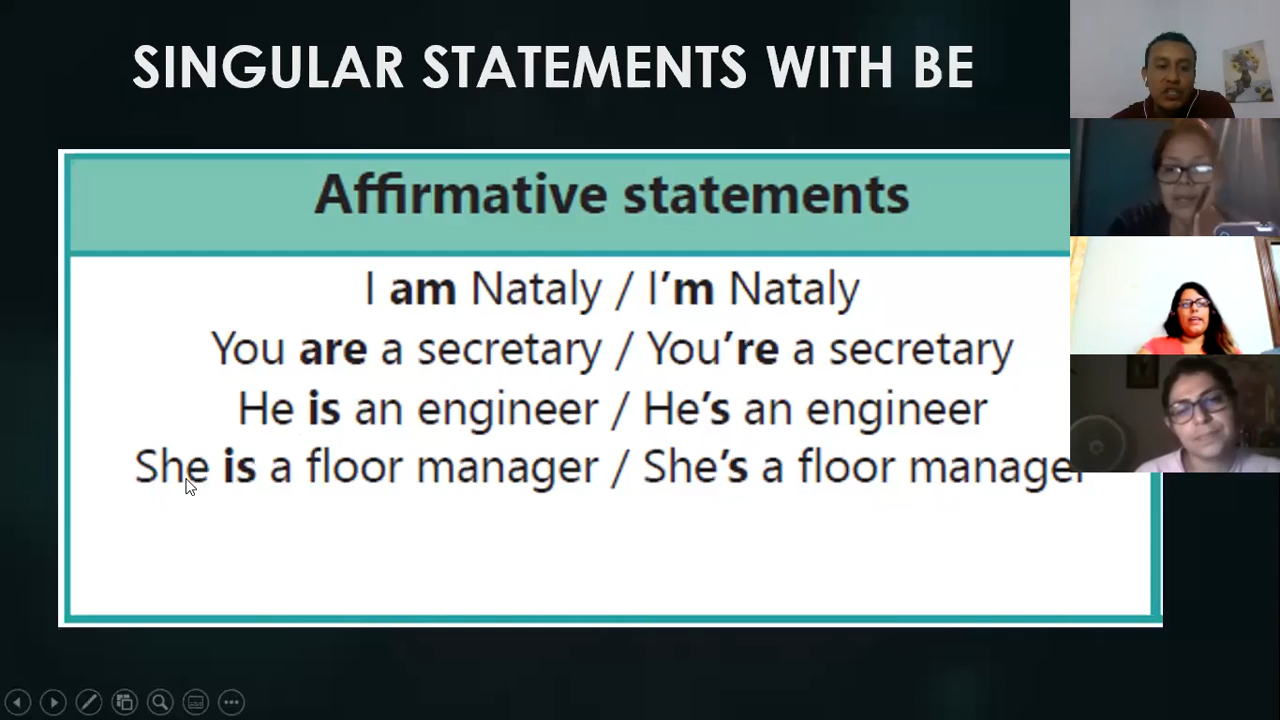 SINGULAR STATEMENTS WITH BE
Affirmative statements
I am Nataly / I’m Nataly
You are a secretary / You’re a secretary
He is an engineer / He’s an engineer
She is a floor manager / She’s a floor manager